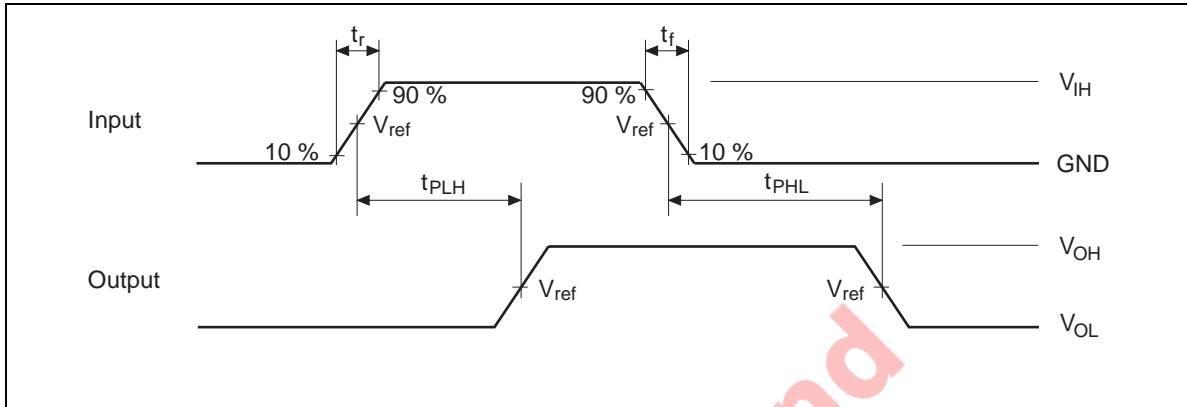 tr tf
90 % 90 % VIH
Input Vref Vref
10 % 10 % GND
tPLH tPHL
VOH
Output Vref Vref
VOL